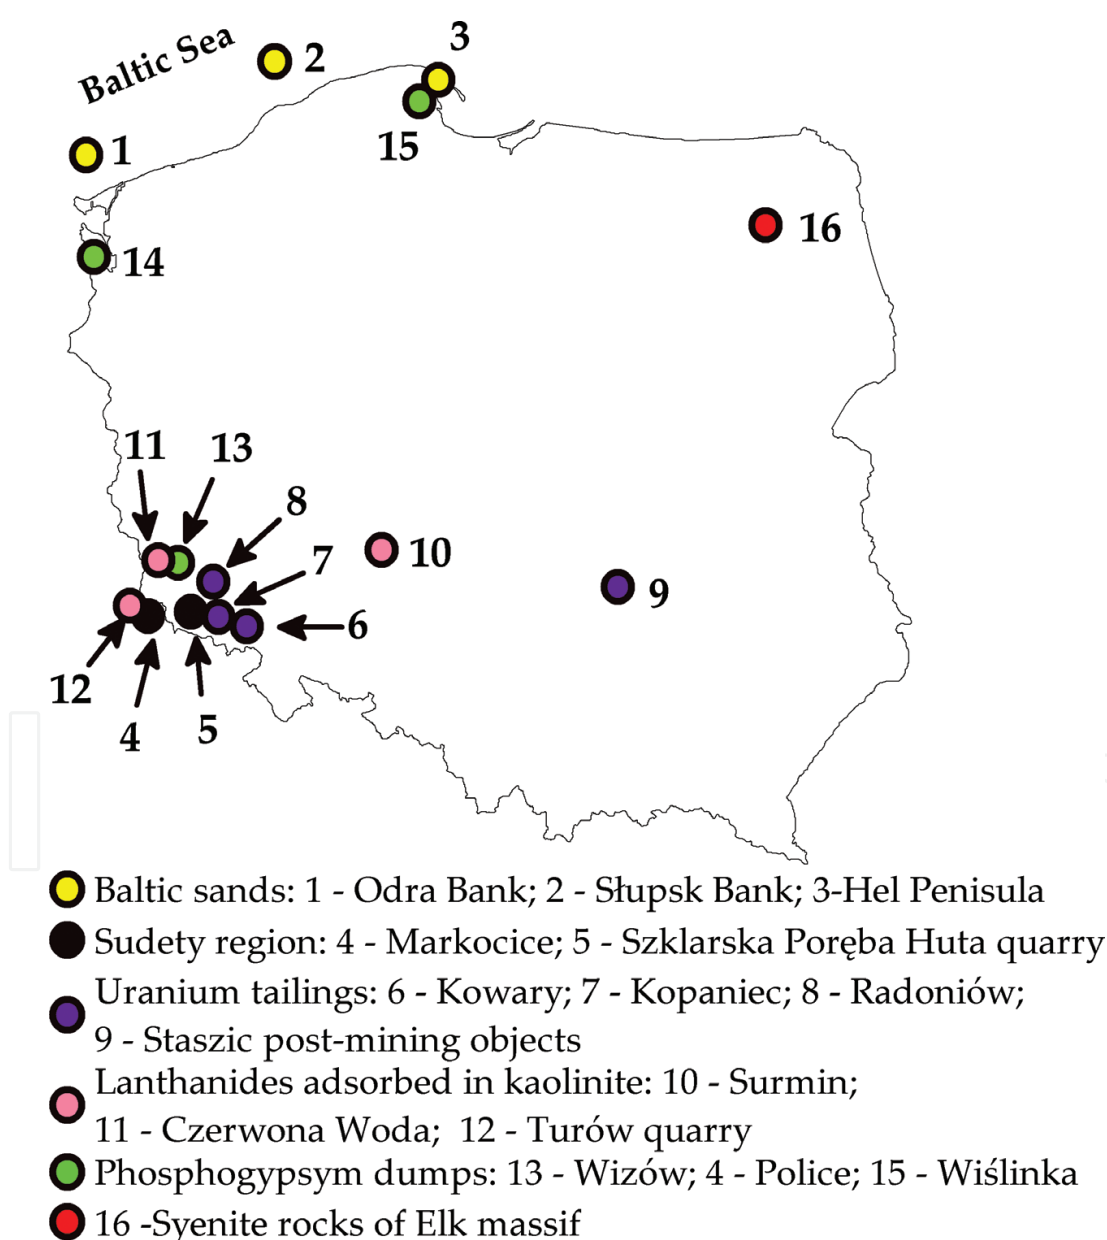 Baltic Sea
3
2
15
1
16
14
11
13
8
7
10
9
6
12
4
5
Baltic sands: 1 - Odra Bank; 2 - Słupsk Bank; 3-Hel Penisula
Sudety region: 4 - Markocice; 5 - Szklarska Poręba Huta quarry
Uranium tailings: 6 - Kowary; 7 - Kopaniec; 8 - Radoniów;
9 - Staszic post-mining objects
Lanthanides adsorbed in kaolinite: 10 - Surmin;
11 - Czerwona Woda; 12 - Turów quarry
Phosphogypsym dumps: 13 - Wizów; 4 - Police; 15 - Wiślinka
16 -Syenite rocks of Elk massif